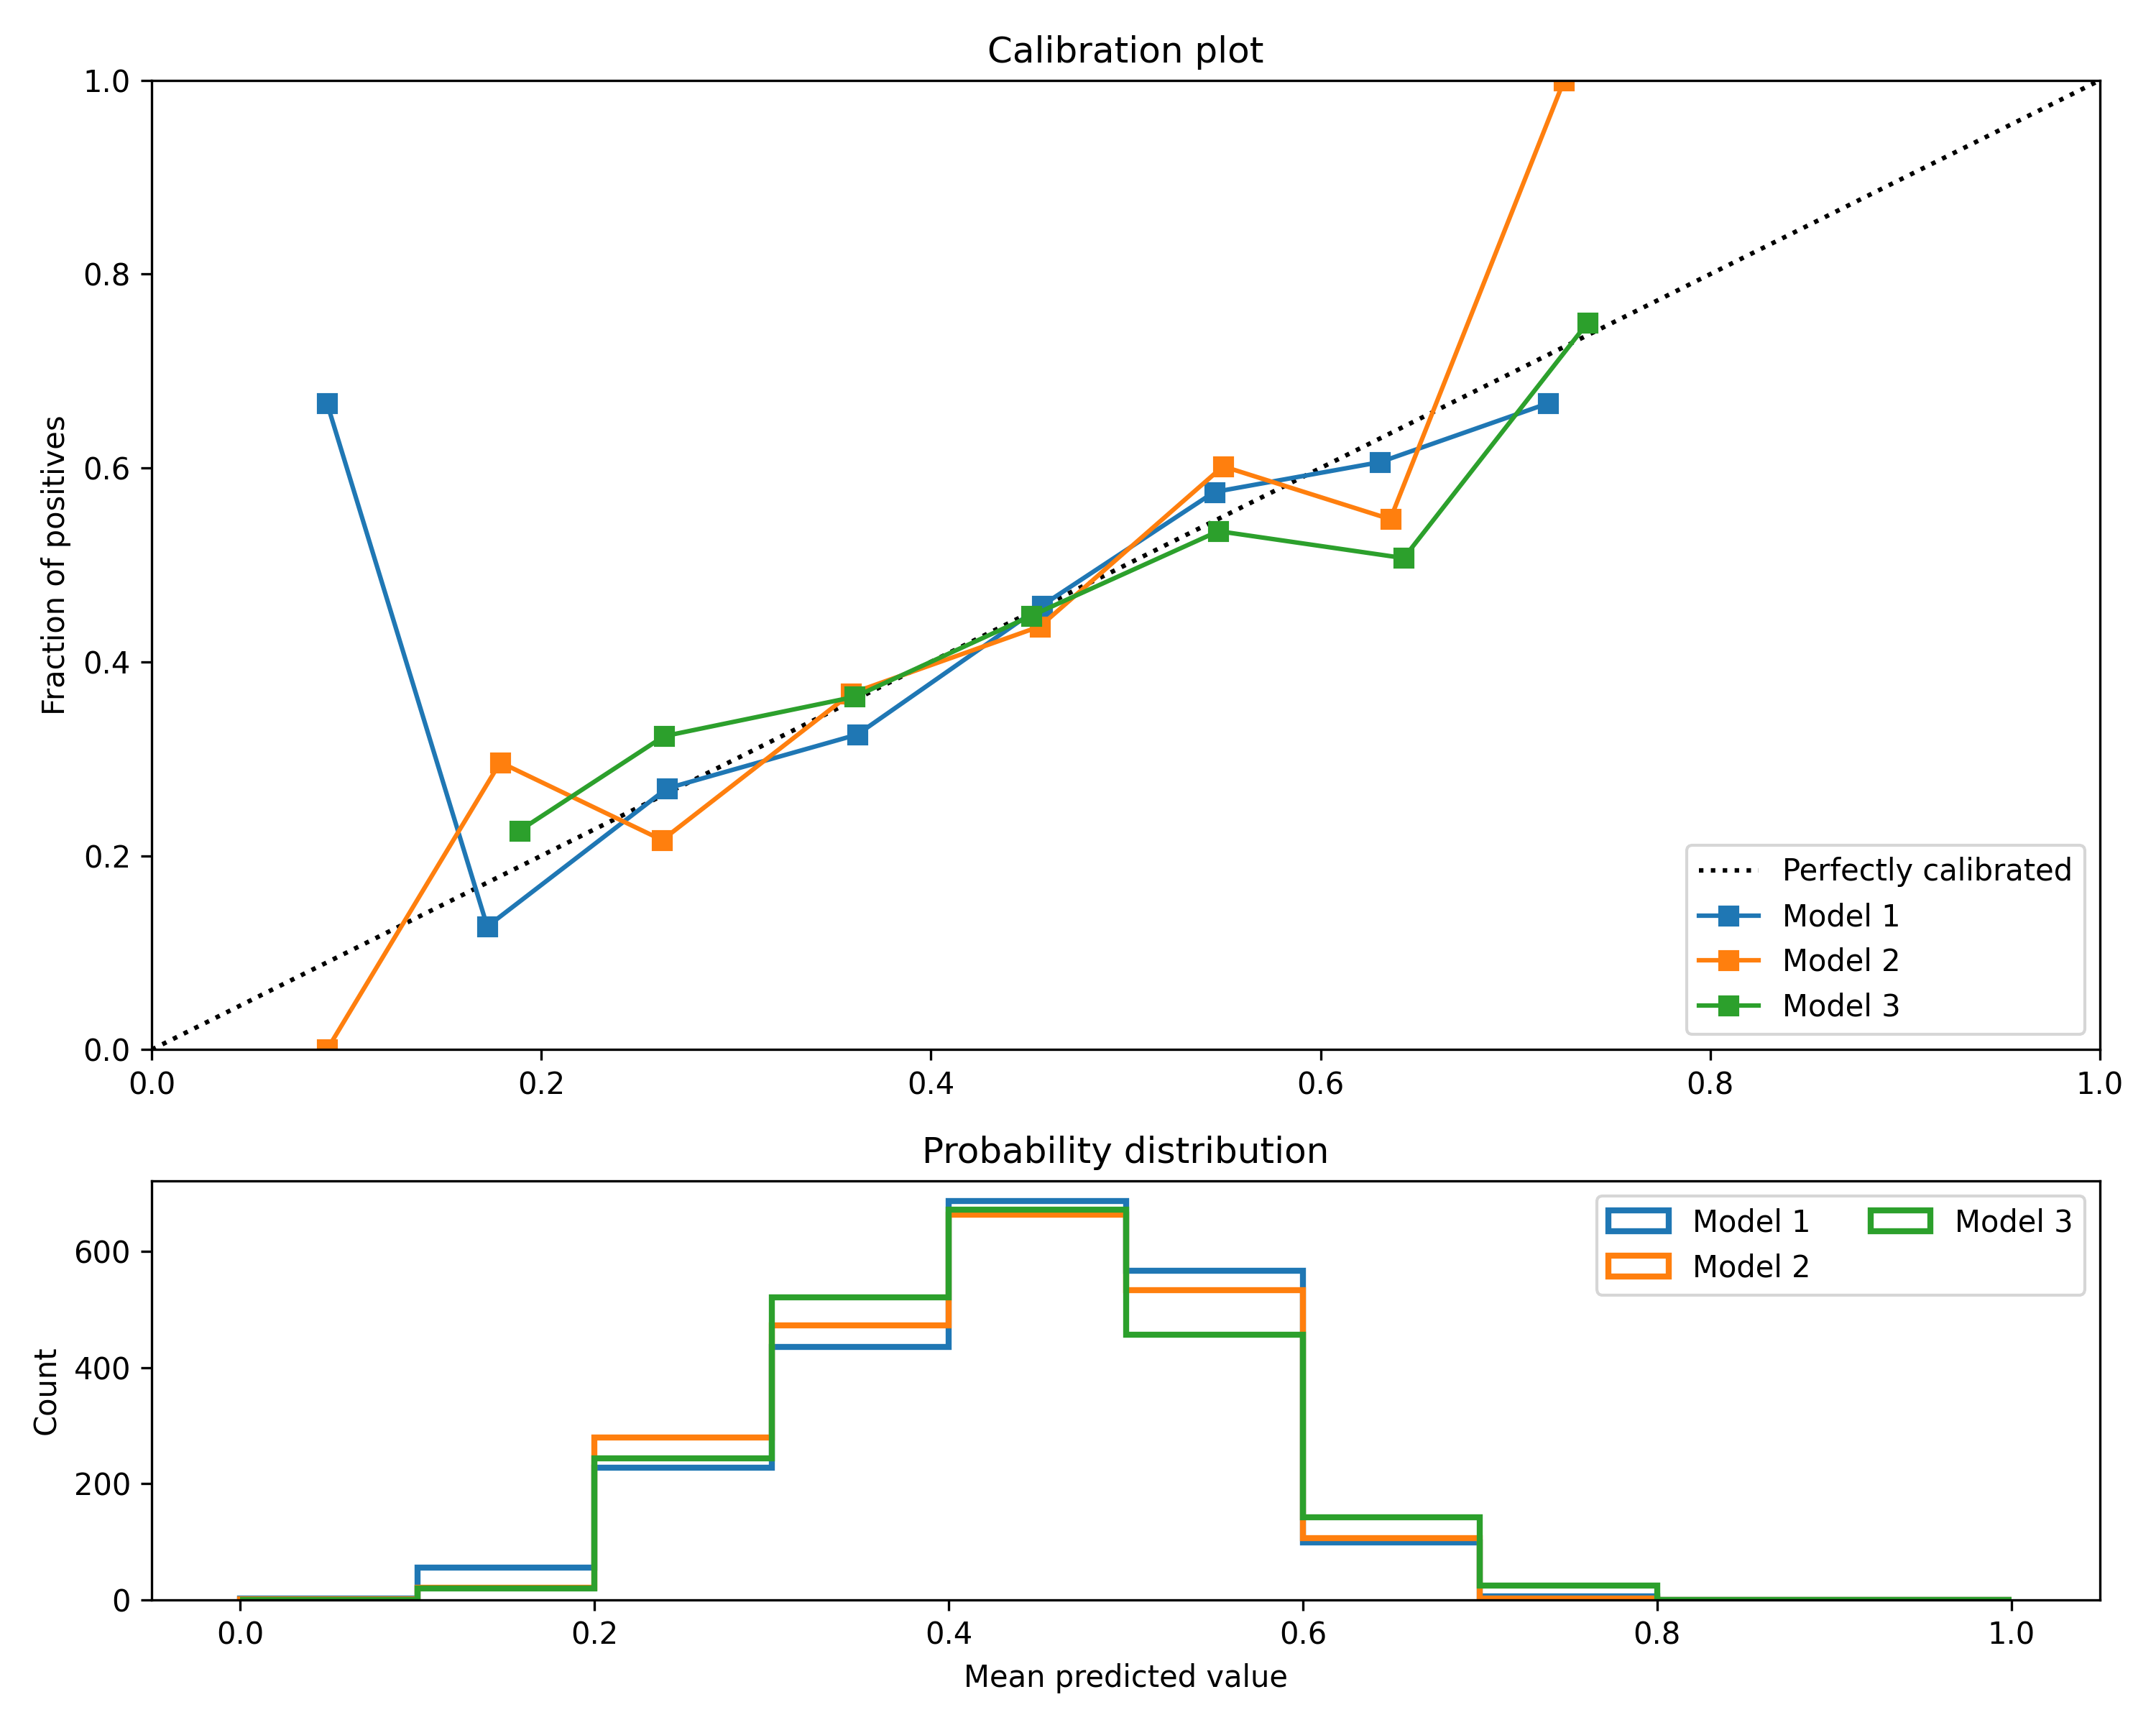 Calibration plot
1.0
0.8
0.6
0.4
0.2
0.0
Fraction of positives
0.0 0.2 0.4 0.6 0.8 1.0
Perfectly calibrated
Model 1
Model 2
Model 3
Probability distribution
600
400
200
0
Count
Model 1 Model 3
Model 2
0.0 0.2 0.4 0.6 0.8 1.0
Mean predicted value